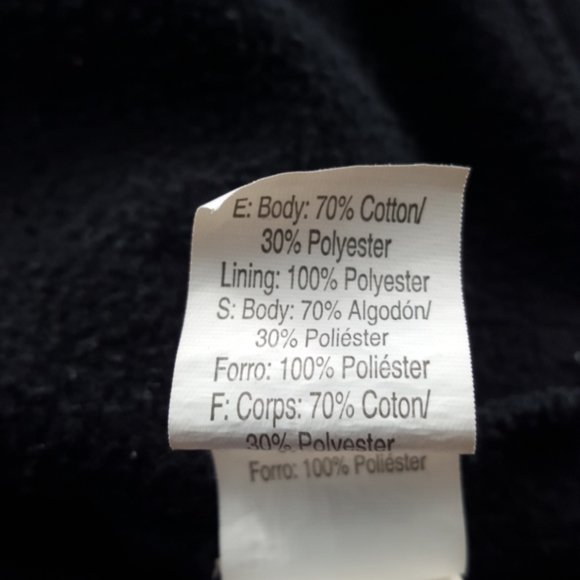 E: Body: 70% Cotton/
30% Polyester
Lining: 100% Polyester
S: Body: 70% Algodón/
30% Poliéster
Forro: 100% Poliéster
F: Corps: 70% Coton/
30% Polyester
Forro: 100% Poliéster